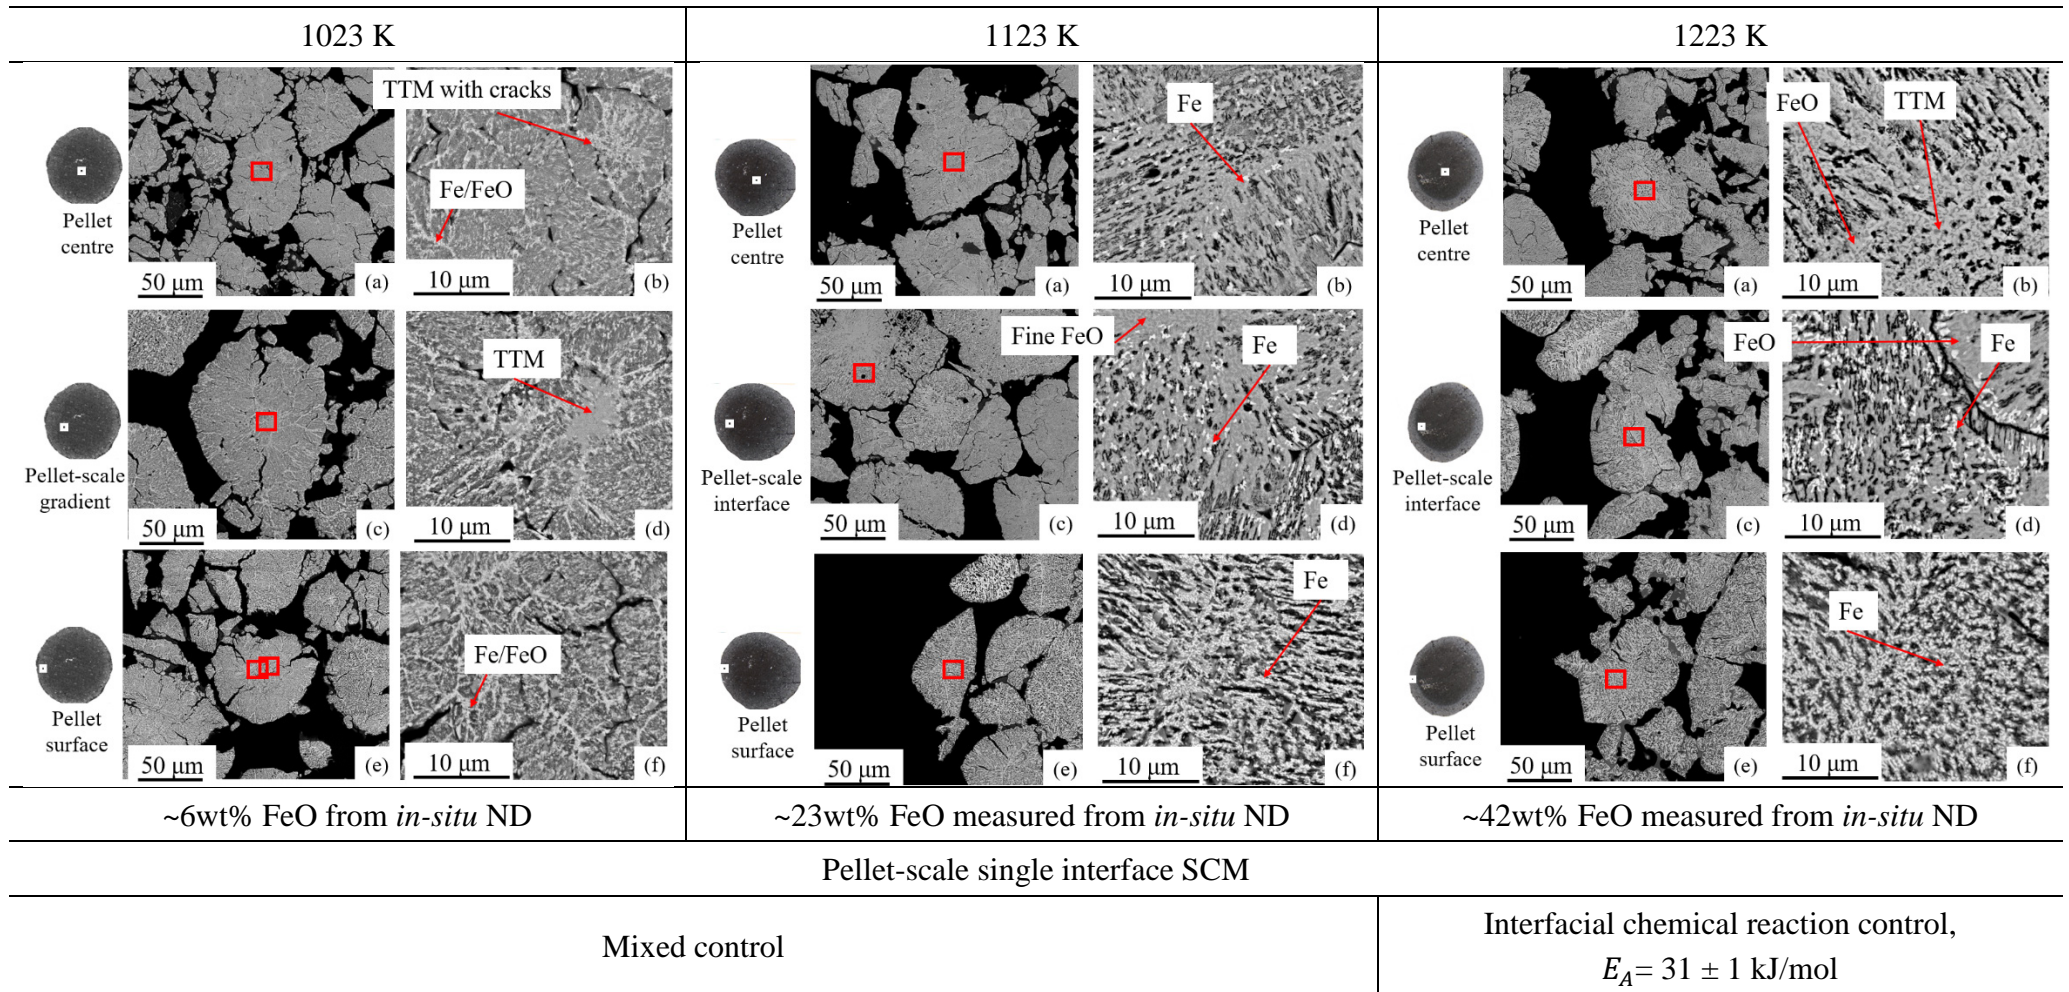 1023 K
1123 K
1223 K
TTM with cracks
Fe/FeO
Pellet
centre
50 μm
(a)
10 μm
(b)
TTM
Pellet-scale
gradient
50 μm
(c)
10 μm
(d)
Fe/FeO
Pellet
surface
50 μm
(e)
10 μm
(f)
Fe
Pellet
centre
50 μm
(a)
10 μm
(b)
Fine FeO
Fe
Pellet-scale
interface
50 μm
(c)
10 μm
(d)
Fe
Pellet
surface
50 μm
(e)
10 μm
(f)
FeO
TTM
Pellet
centre
50 μm
(a)
10 μm
(b)
FeO
Fe
Pellet-scale
interface
50 μm
(c)
10 μm
(d)
Fe
Pellet
surface
50 μm
(e)
10 μm
(f)
~6wt% FeO from in-situ ND
~23wt% FeO measured from in-situ ND
~42wt% FeO measured from in-situ ND
Pellet-scale single interface SCM
Mixed control
Interfacial chemical reaction control,
E_A= 31 ± 1 kJ/mol